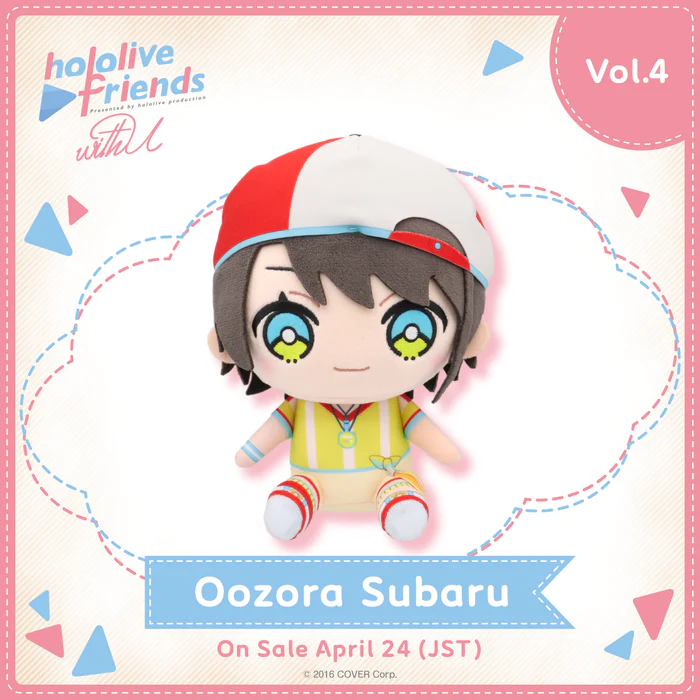 hololive
friends
Presented by hololive production
with U
Vol.4
Oozora Subaru
On Sale April 24 (JST)
© 2016 COVER Corp.